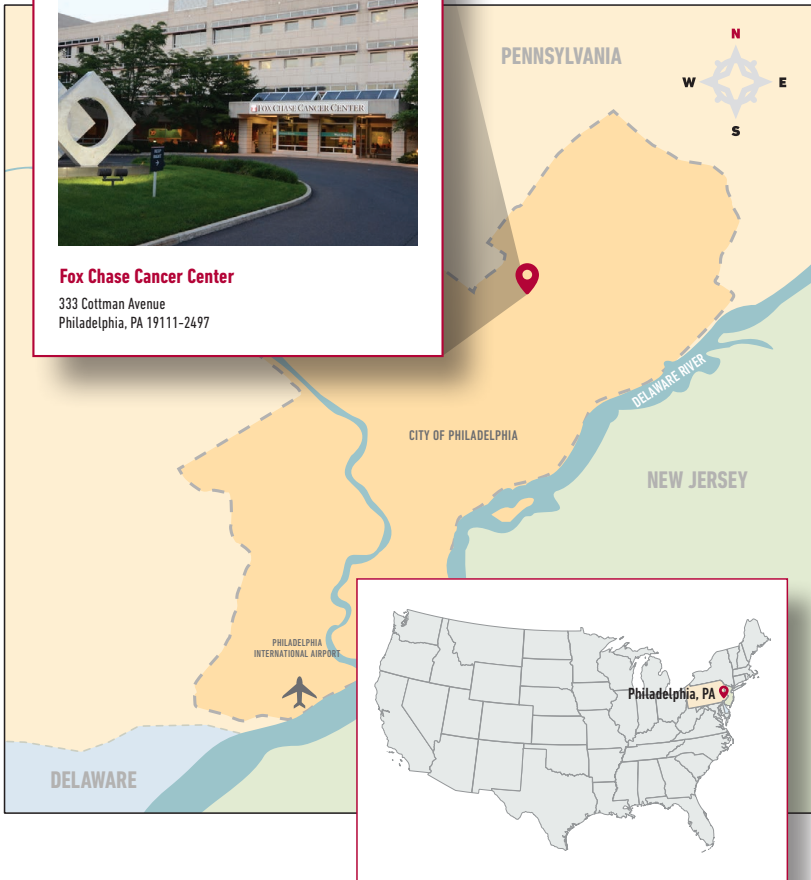 PENNSYLVANIA
N
W
E
S
FOX CHASE CANCER CENTER
Fox Chase Cancer Center
333 Cottman Avenue
Philadelphia, PA 19111-2497
DELAWARE RIVER
CITY OF PHILADELPHIA
NEW JERSEY
PHILADELPHIA
INTERNATIONAL AIRPORT
Philadelphia, PA
DELAWARE